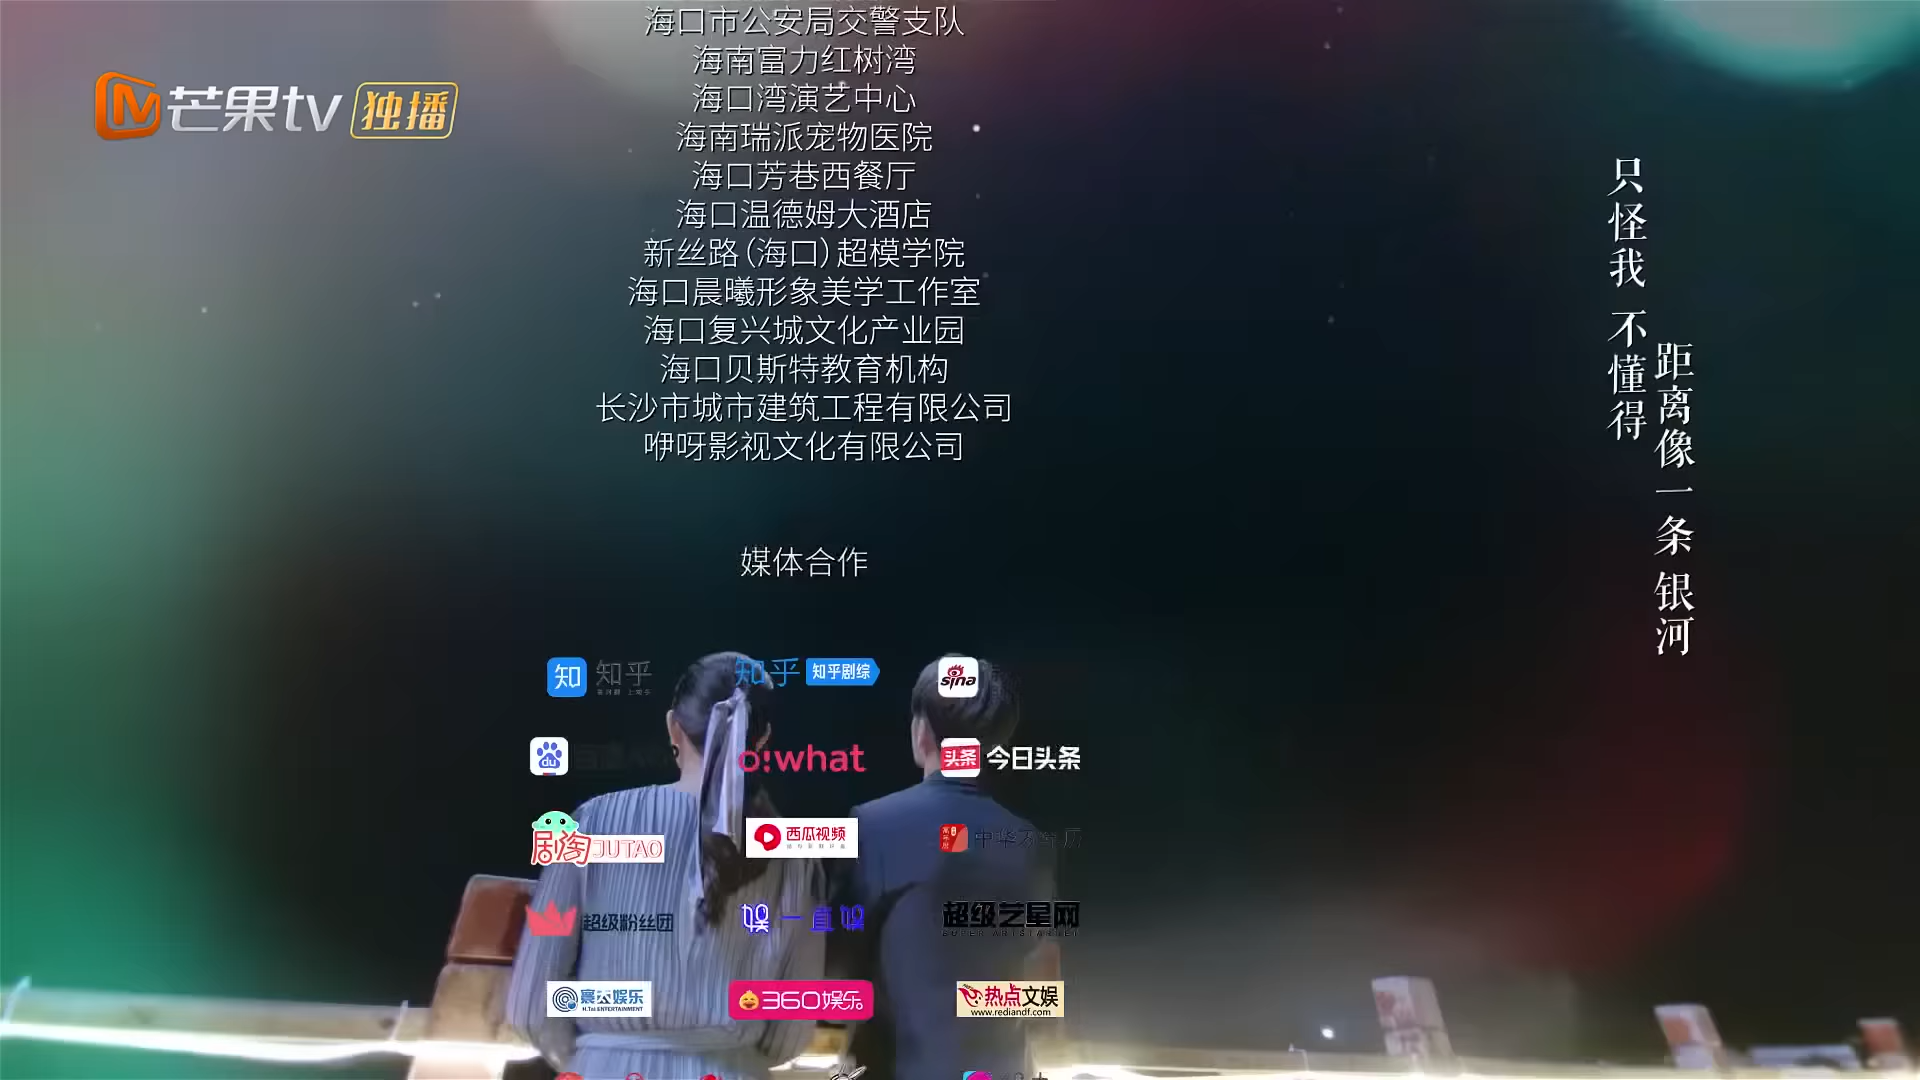 海口市公安局交警支队
海南富力红树湾
海口湾演艺中心
海南瑞派宠物医院
海口芳巷西餐厅
海口温德姆大酒店
新丝路(海口)超模学院
海口晨曦形象美学工作室
海口复兴城文化产业园
海口贝斯特教育机构
长沙市城市建筑工程有限公司
咿呀影视文化有限公司
芒果tv 独播
只怪我 不懂得
距离像一条 银河
媒体合作
知 知乎
知乎 知乎剧综
sina
du
o!what
头条 今日头条
剧淘 JUTAO
西瓜视频
超级粉丝团
娱 一直娱
超级艺星网
SUPER ARTSTAR NET
寰太娱乐
H.Tai ENTERTAINMENT
360娱乐
热点文娱
www.rediandf.com